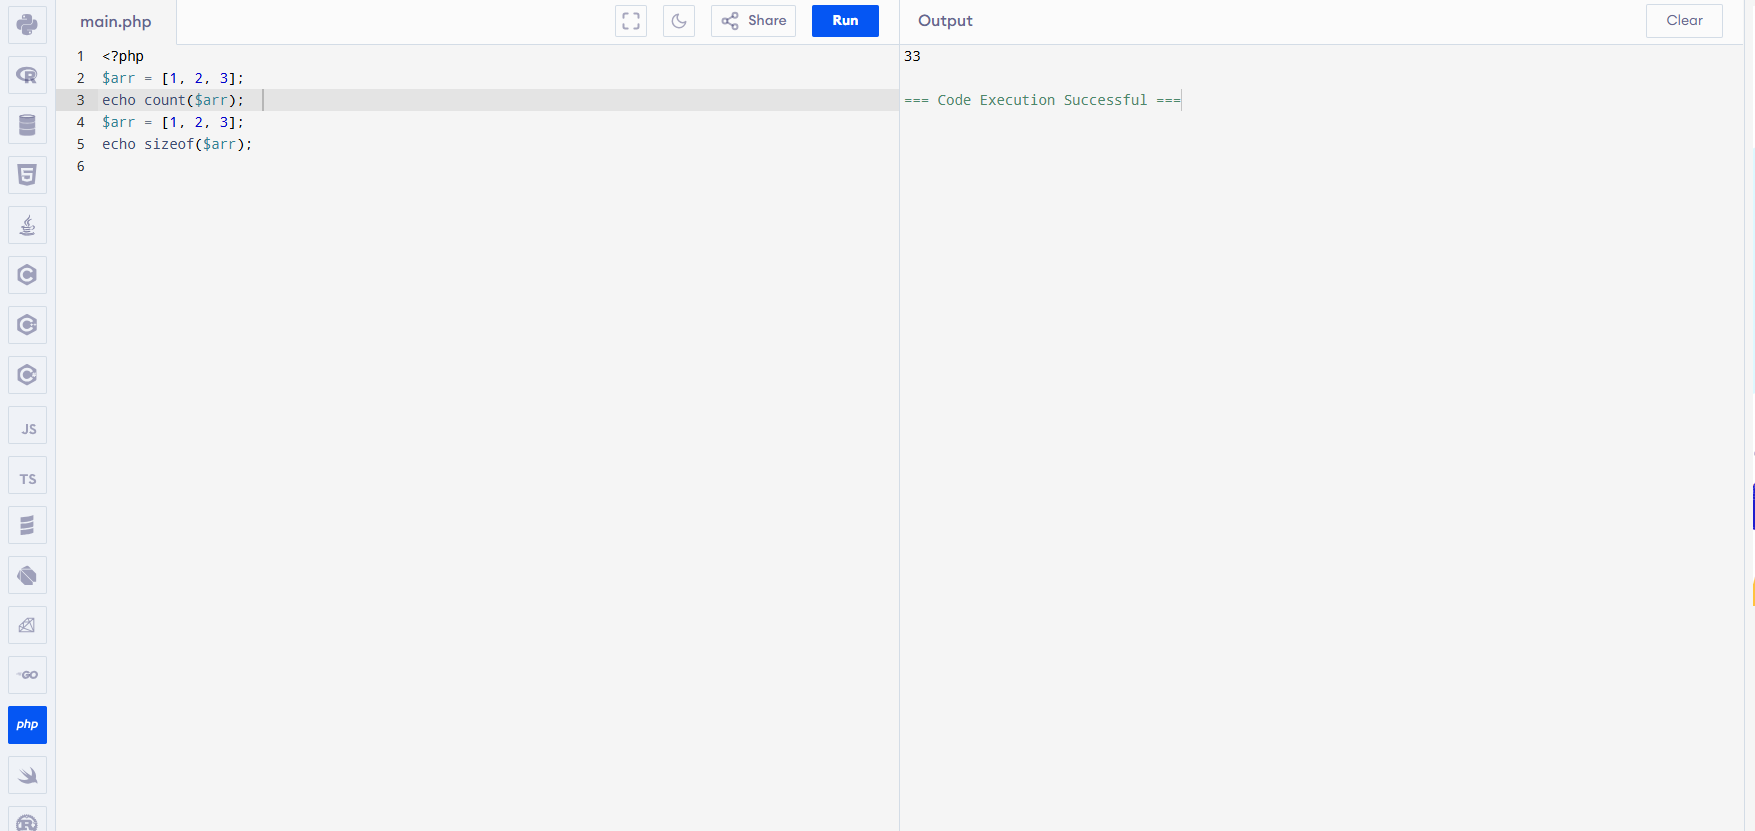 main.php
Share
Run
Output
Clear
1 <?php
2 $arr = [1, 2, 3];
3 echo count($arr);
4 $arr = [1, 2, 3];
5 echo sizeof($arr);
6
33
=== Code Execution Successful ===
JS
TS
GO
php